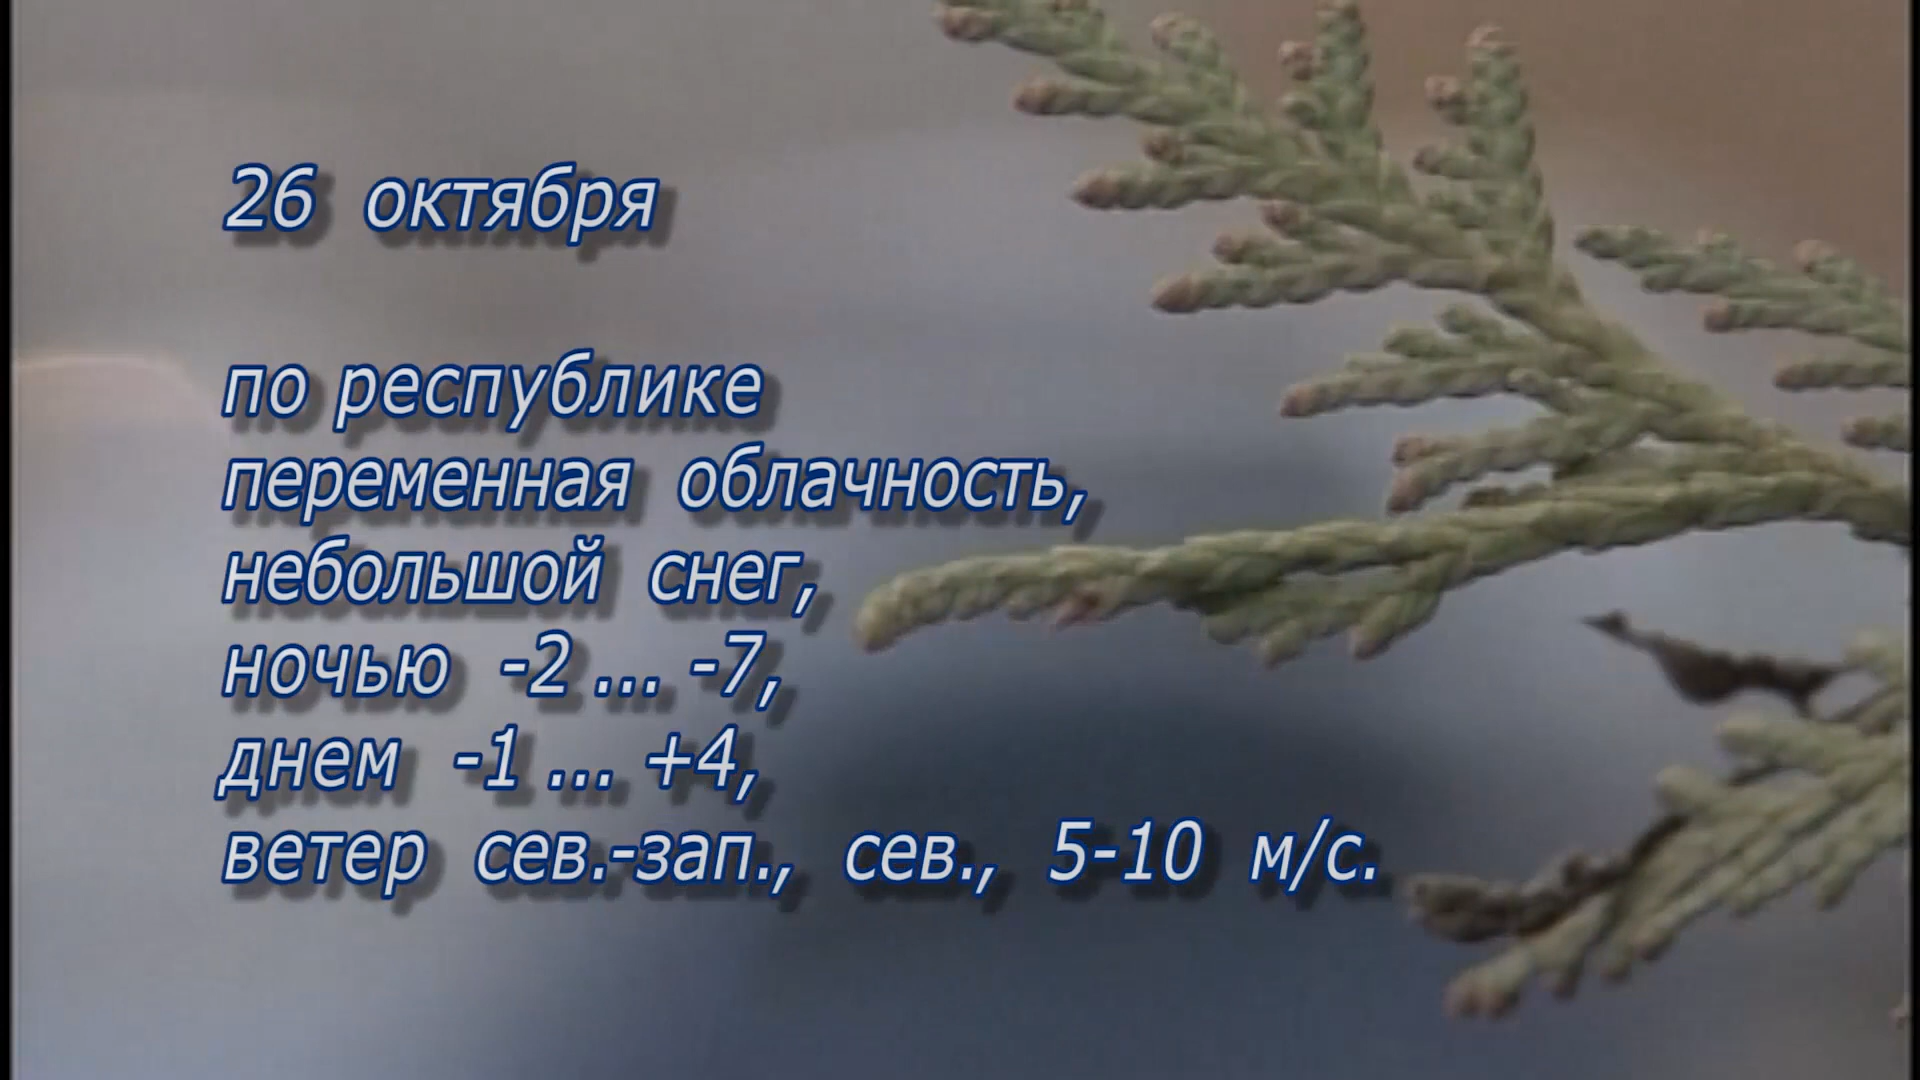 26 октября
по республике
переменная облачность,
небольшой снег,
ночью -2 ... -7,
днем -1 ... +4,
ветер сев.-зап., сев., 5-10 м/с.